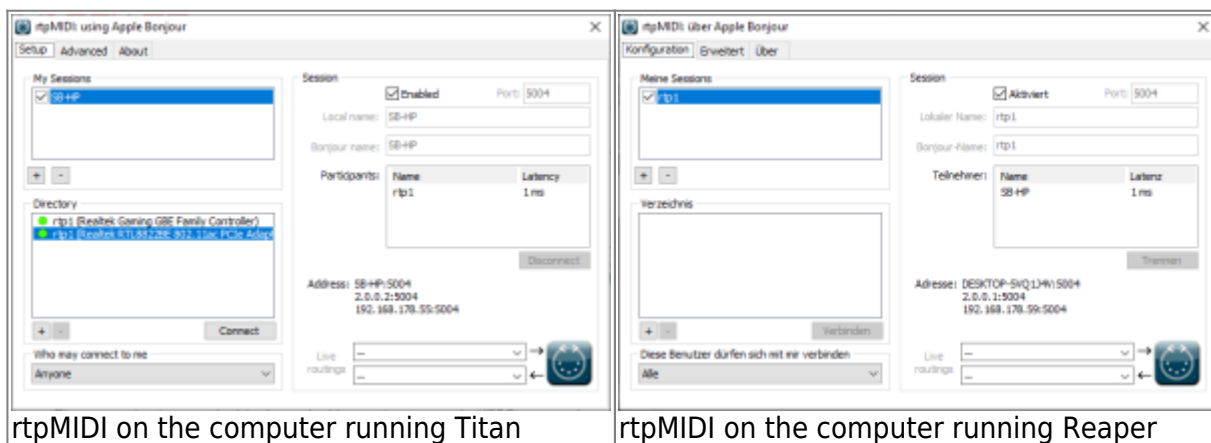 rtpMIDI: using Apple Bonjour
Setup Advanced About
My Sessions
SB-HP
+ -
Directory
rtp1 (Realtek Gaming GBE Family Controller)
rtp1 (Realtek RTL8822BE 802.11ac PCIe Adapt
+ - Connect
Who may connect to me
Anyone
Session
Enabled Port: 5004
Local name: SB-HP
Bonjour name: SB-HP
Participants: Name Latency
rtp1 1 ms
Disconnect
Address: SB-HP:5004
2.0.0.2:5004
192.168.178.55:5004
Live
routings
---
---
rtpMIDI on the computer running Titan
rtpMIDI: über Apple Bonjour
Konfiguration Erweitert Über
Meine Sessions
rtp1
+ -
Verzeichnis
+ - Verbinden
Diese Benutzer dürfen sich mit mir verbinden
Alle
Session
Aktiviert Port: 5004
Lokaler Name: rtp1
Bonjour-Name: rtp1
Teilnehmer: Name Latenz
SB-HP 1 ms
Trennen
Adresse: DESKTOP-SVQ1J4V:5004
2.0.0.1:5004
192.168.178.59:5004
Live
routings
---
---
rtpMIDI on the computer running Reaper